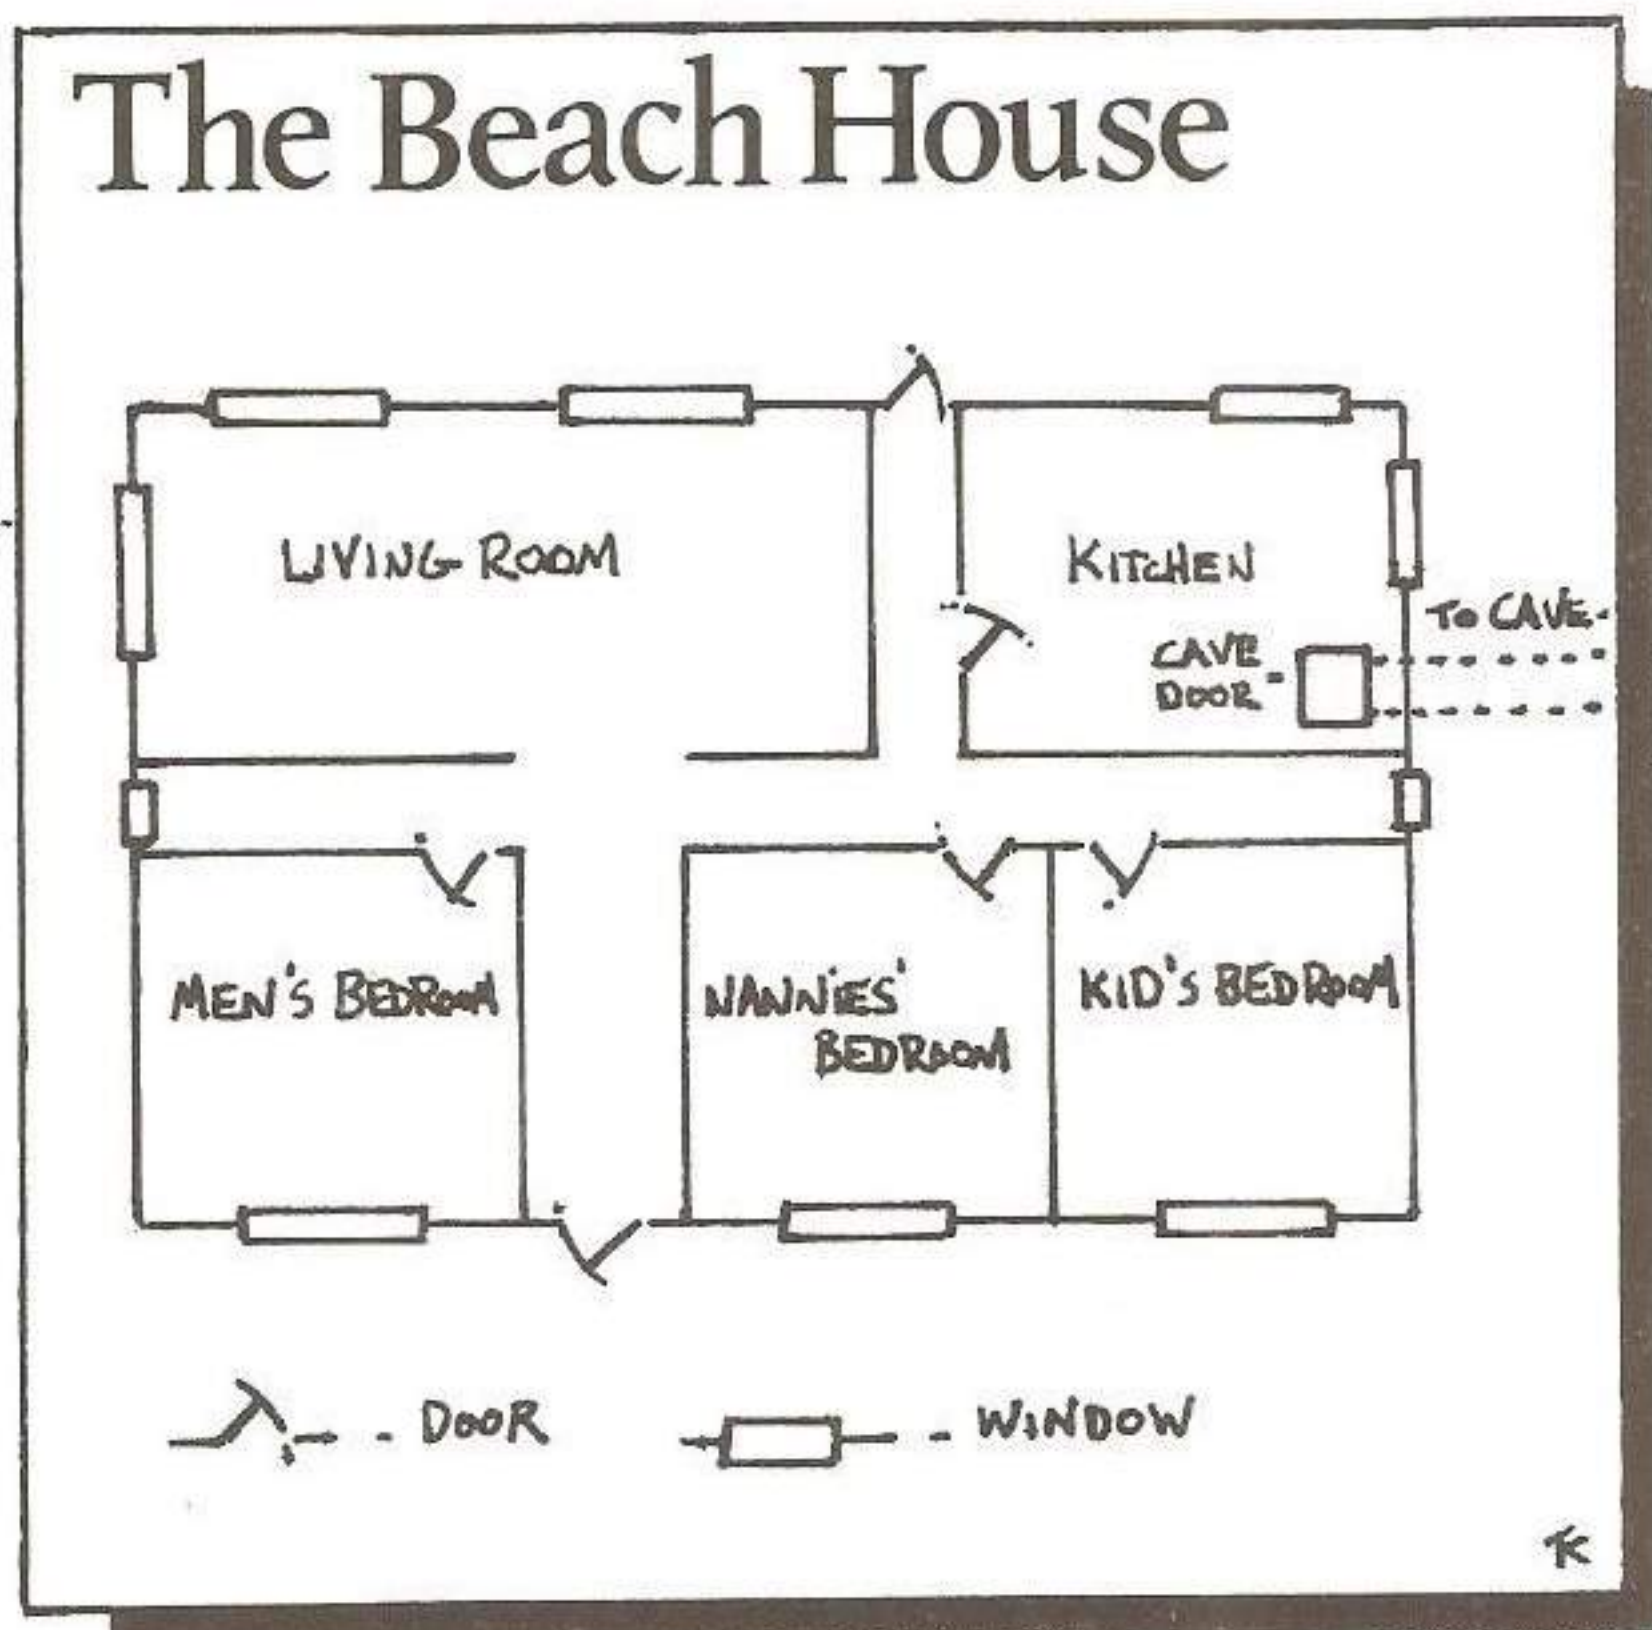 The Beach House
LIVING ROOM
KITCHEN
TO CAVE
CAVE
DOOR
MEN'S BEDROOM
NANNIES'
BEDROOM
KID'S BEDROOM
DOOR
WINDOW
TK